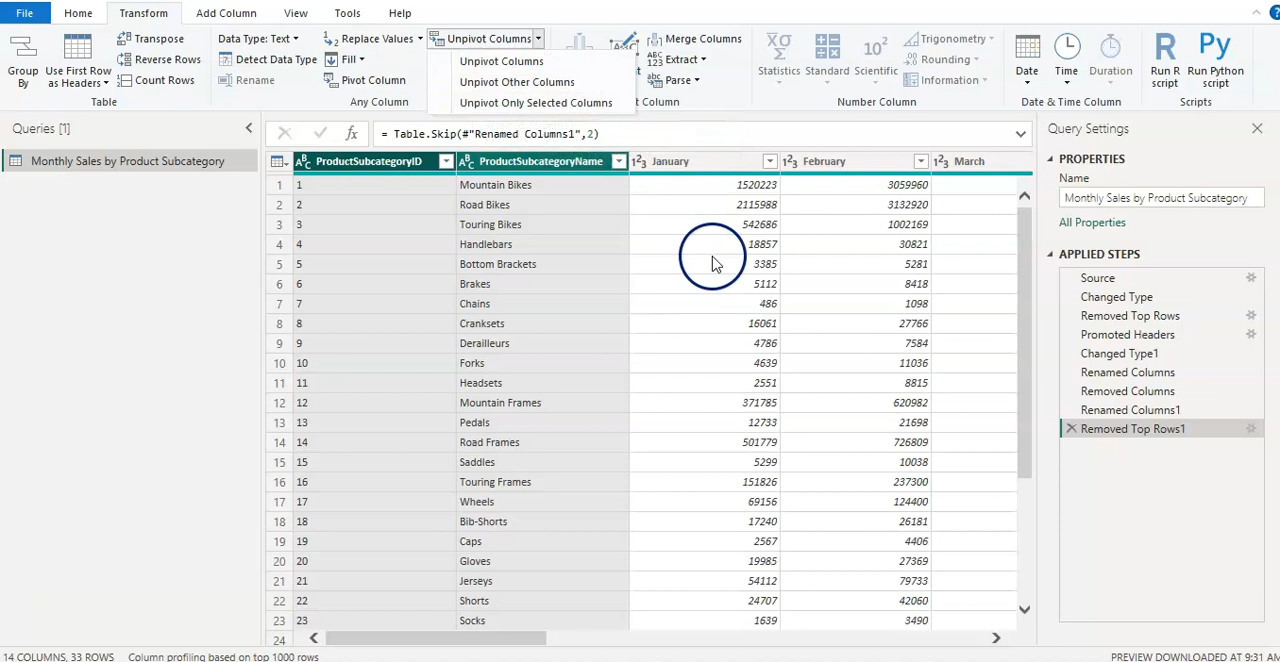 File Home Transform Add Column View Tools Help
Group By
Use First Row as Headers
Transpose
Reverse Rows
Count Rows
Table
Data Type: Text
Detect Data Type
Rename
Replace Values
Fill
Pivot Column
Any Column
Unpivot Columns
Unpivot Columns
Unpivot Other Columns
Unpivot Only Selected Columns
Merge Columns
Extract
Parse
t Column
Statistics
Standard
Scientific
Trigonometry
Rounding
Information
Number Column
Date
Time
Duration
Date & Time Column
Run R script
Run Python script
Scripts
Queries [1]
Monthly Sales by Product Subcategory
= Table.Skip(#"Renamed Columns1",2)
ProductSubcategoryID ProductSubcategoryName January February March
1 1 Mountain Bikes 1520223 3059960
2 2 Road Bikes 2115988 3132920
3 3 Touring Bikes 542686 1002169
4 4 Handlebars 18857 30821
5 5 Bottom Brackets 3385 5281
6 6 Brakes 5112 8418
7 7 Chains 486 1098
8 8 Cranksets 16061 27766
9 9 Derailleurs 4786 7584
10 10 Forks 4639 11036
11 11 Headsets 2551 8815
12 12 Mountain Frames 371785 620982
13 13 Pedals 12733 21698
14 14 Road Frames 501779 726809
15 15 Saddles 5299 10038
16 16 Touring Frames 151826 237300
17 17 Wheels 69156 124400
18 18 Bib-Shorts 17240 26181
19 19 Caps 2567 4406
20 20 Gloves 19985 27369
21 21 Jerseys 54112 79733
22 22 Shorts 24707 42060
23 23 Socks 1639 3490
24
Query Settings
PROPERTIES
Name
Monthly Sales by Product Subcategory
All Properties
APPLIED STEPS
Source
Changed Type
Removed Top Rows
Promoted Headers
Changed Type1
Renamed Columns
Removed Columns
Renamed Columns1
Removed Top Rows1
14 COLUMNS, 33 ROWS Column profiling based on top 1000 rows
PREVIEW DOWNLOADED AT 9:31 AM